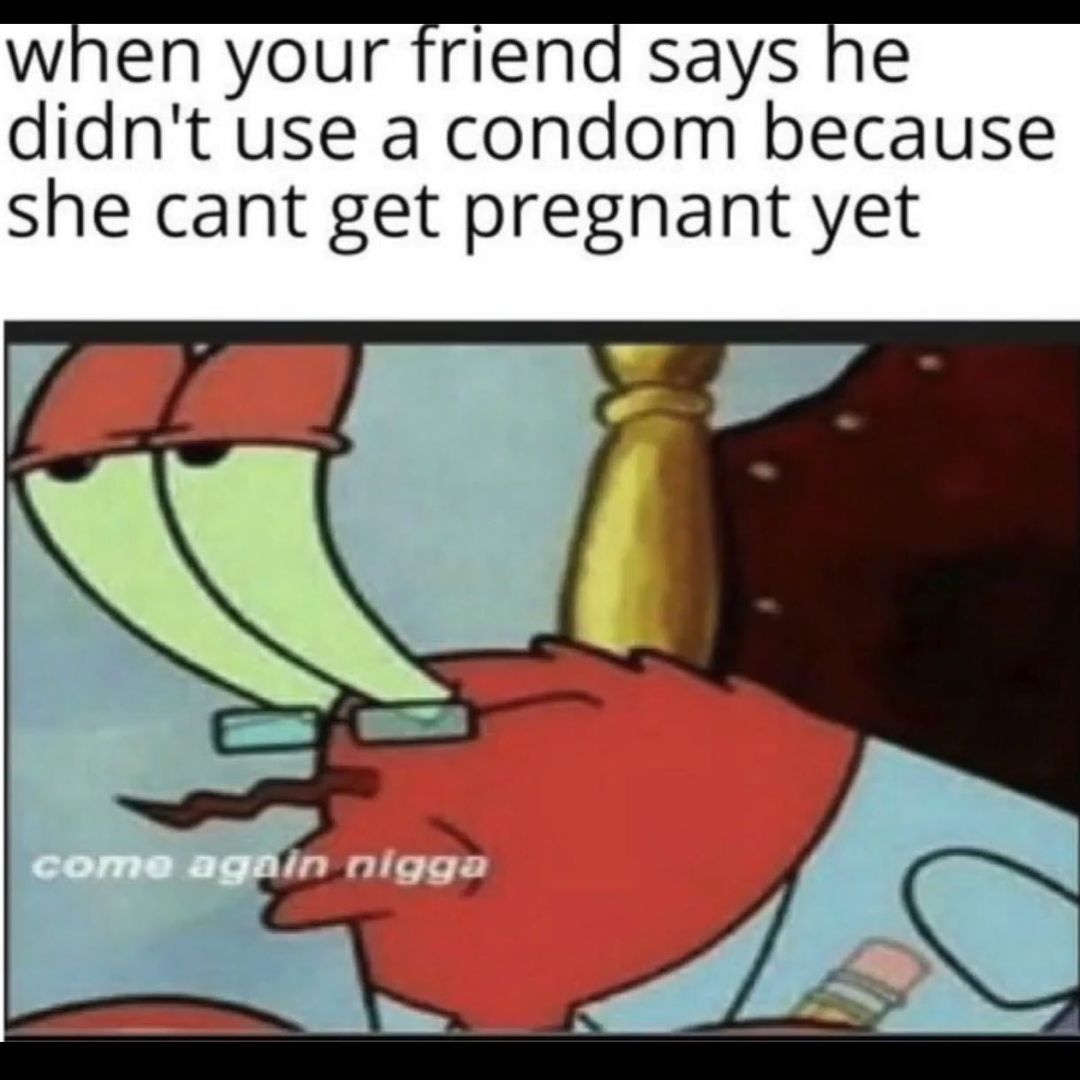 when your friend says he
didn't use a condom because
she cant get pregnant yet
come again nigga